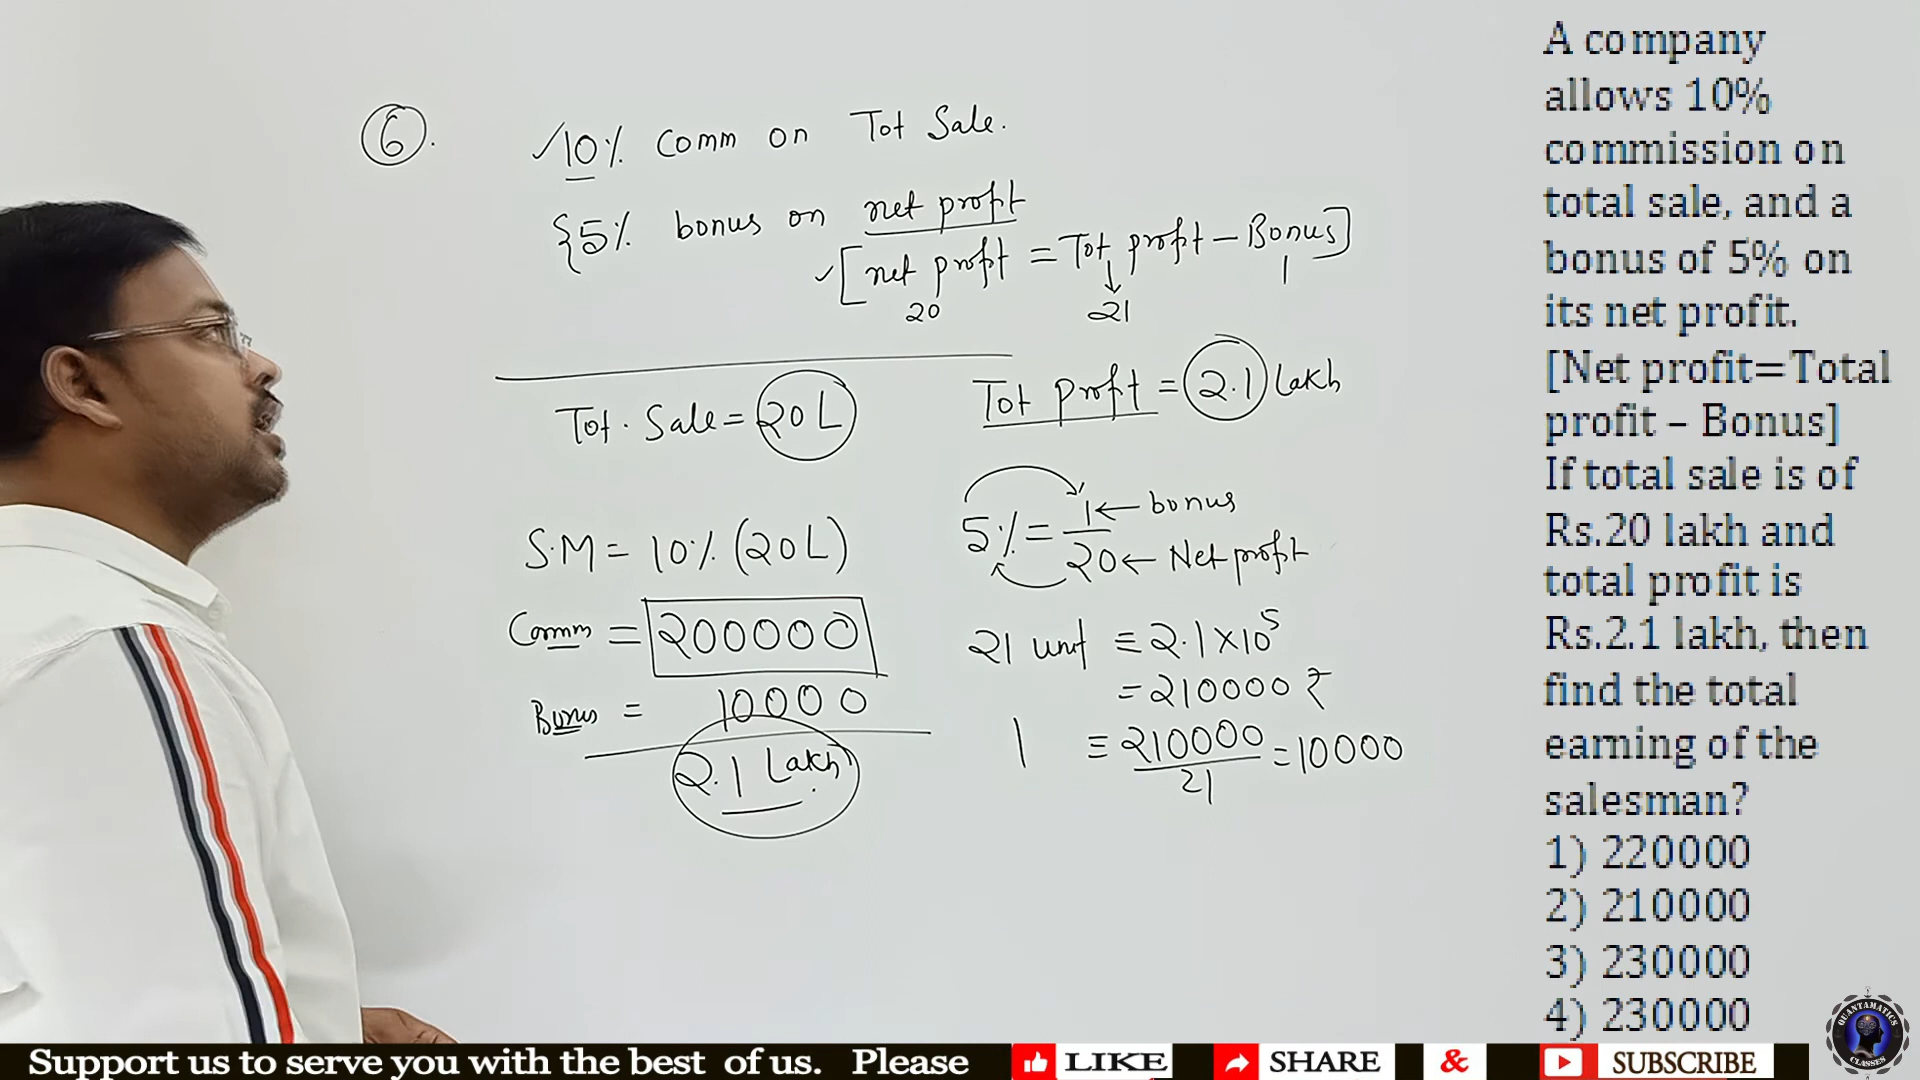 6.
✓10% Comm on Tot Sale.
{5% bonus on net profit
✓[net profit = Tot profit - Bonus]
20 21 1
Tot. Sale = 20L
Tot Profit = 2.1 Lakh
S.M = 10% (20L)
Comm = 200000
Bonus = 10000
2.1 Lakh
5% = 1/20
1 ← bonus
20 ← Net profit
21 unit ≡ 2.1 × 10⁵
= 210000 ₹
1 ≡ 210000/21 = 10000
A company
allows 10%
commission on
total sale, and a
bonus of 5% on
its net profit.
[Net profit=Total
profit – Bonus]
If total sale is of
Rs.20 lakh and
total profit is
Rs.2.1 lakh, then
find the total
earning of the
salesman?
1) 220000
2) 210000
3) 230000
4) 230000
QUANTAMATICS
CLASSES
Support us to serve you with the best of us. Please LIKE SHARE & SUBSCRIBE